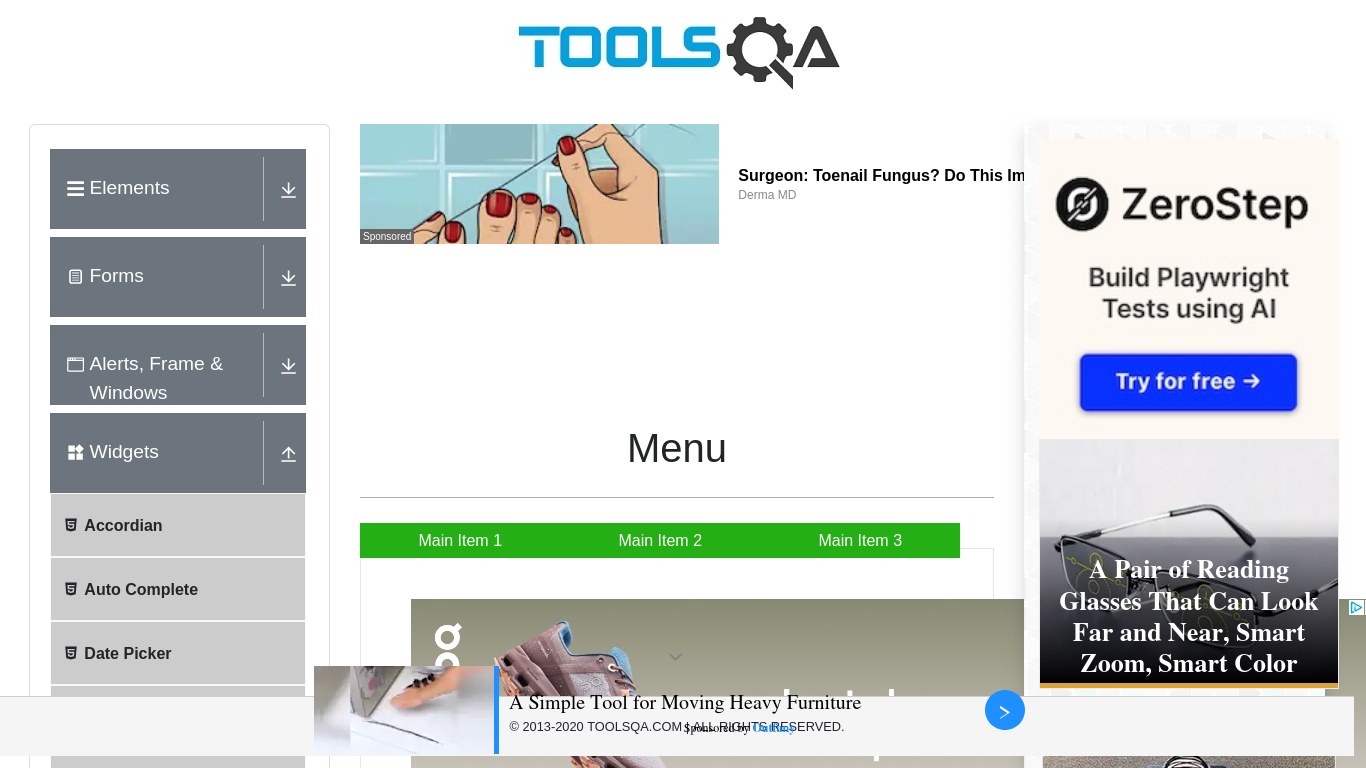 TOOLSQA
Elements
Forms
Alerts, Frame &
Windows
Widgets
Accordian
Auto Complete
Date Picker
Sponsored
Surgeon: Toenail Fungus? Do This Im
Derma MD
Menu
Main Item 1
Main Item 2
Main Item 3
A Simple Tool for Moving Heavy Furniture
© 2013-2020 TOOLSQA.COM | ALL RIGHTS RESERVED.
Sponsored by
ZeroStep
Build Playwright
Tests using AI
Try for free →
A Pair of Reading
Glasses That Can Look
Far and Near, Smart
Zoom, Smart Color